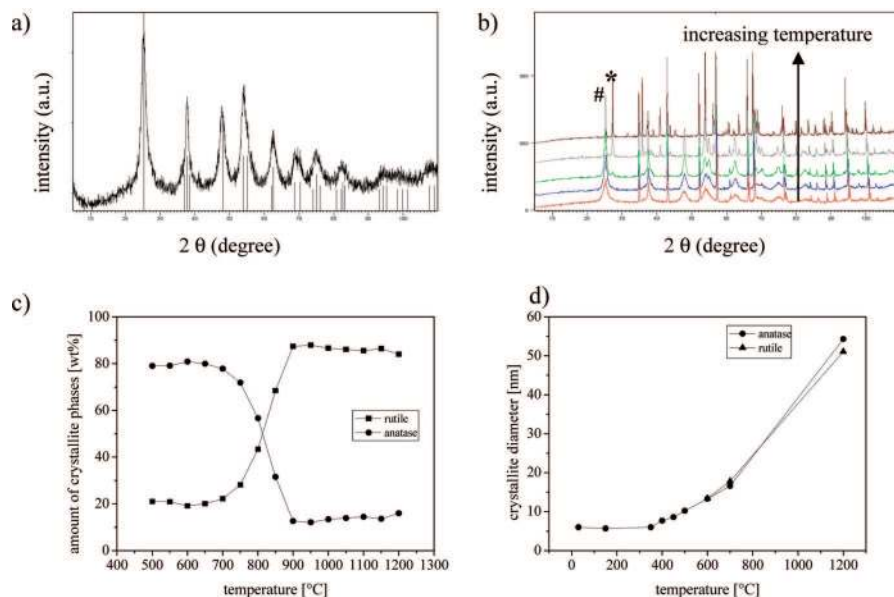 a)
intensity (a.u.)
2 θ (degree)
b)
increasing temperature
#
*
intensity (a.u.)
2 θ (degree)
c)
100
80
60
40
20
0
amount of crystallite phases [wt%]
rutile
anatase
400 500 600 700 800 900 1000 1100 1200 1300
temperature [°C]
d)
60
50
40
30
20
10
0
crystallite diameter [nm]
anatase
rutile
0 200 400 600 800 1000 1200
temperature [°C]